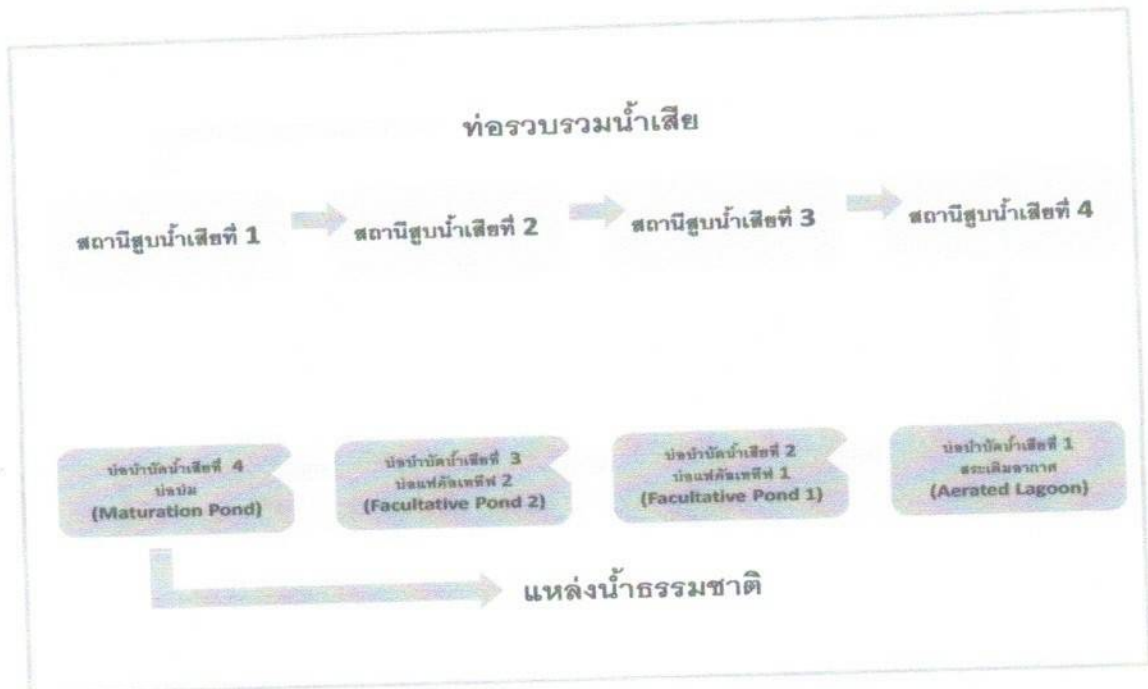 ท่อรวบรวมน้ำเสีย
สถานีสูบน้ำเสียที่ 1
สถานีสูบน้ำเสียที่ 2
สถานีสูบน้ำเสียที่ 3
สถานีสูบน้ำเสียที่ 4
บ่อบำบัดน้ำเสียที่ 4
บ่อบ่ม
(Maturation Pond)
บ่อบำบัดน้ำเสียที่ 3
บ่อแฟคัลเททีฟ 2
(Facultative Pond 2)
บ่อบำบัดน้ำเสียที่ 2
บ่อแฟคัลเททีฟ 1
(Facultative Pond 1)
บ่อบำบัดน้ำเสียที่ 1
สระเติมอากาศ
(Aerated Lagoon)
แหล่งน้ำธรรมชาติ